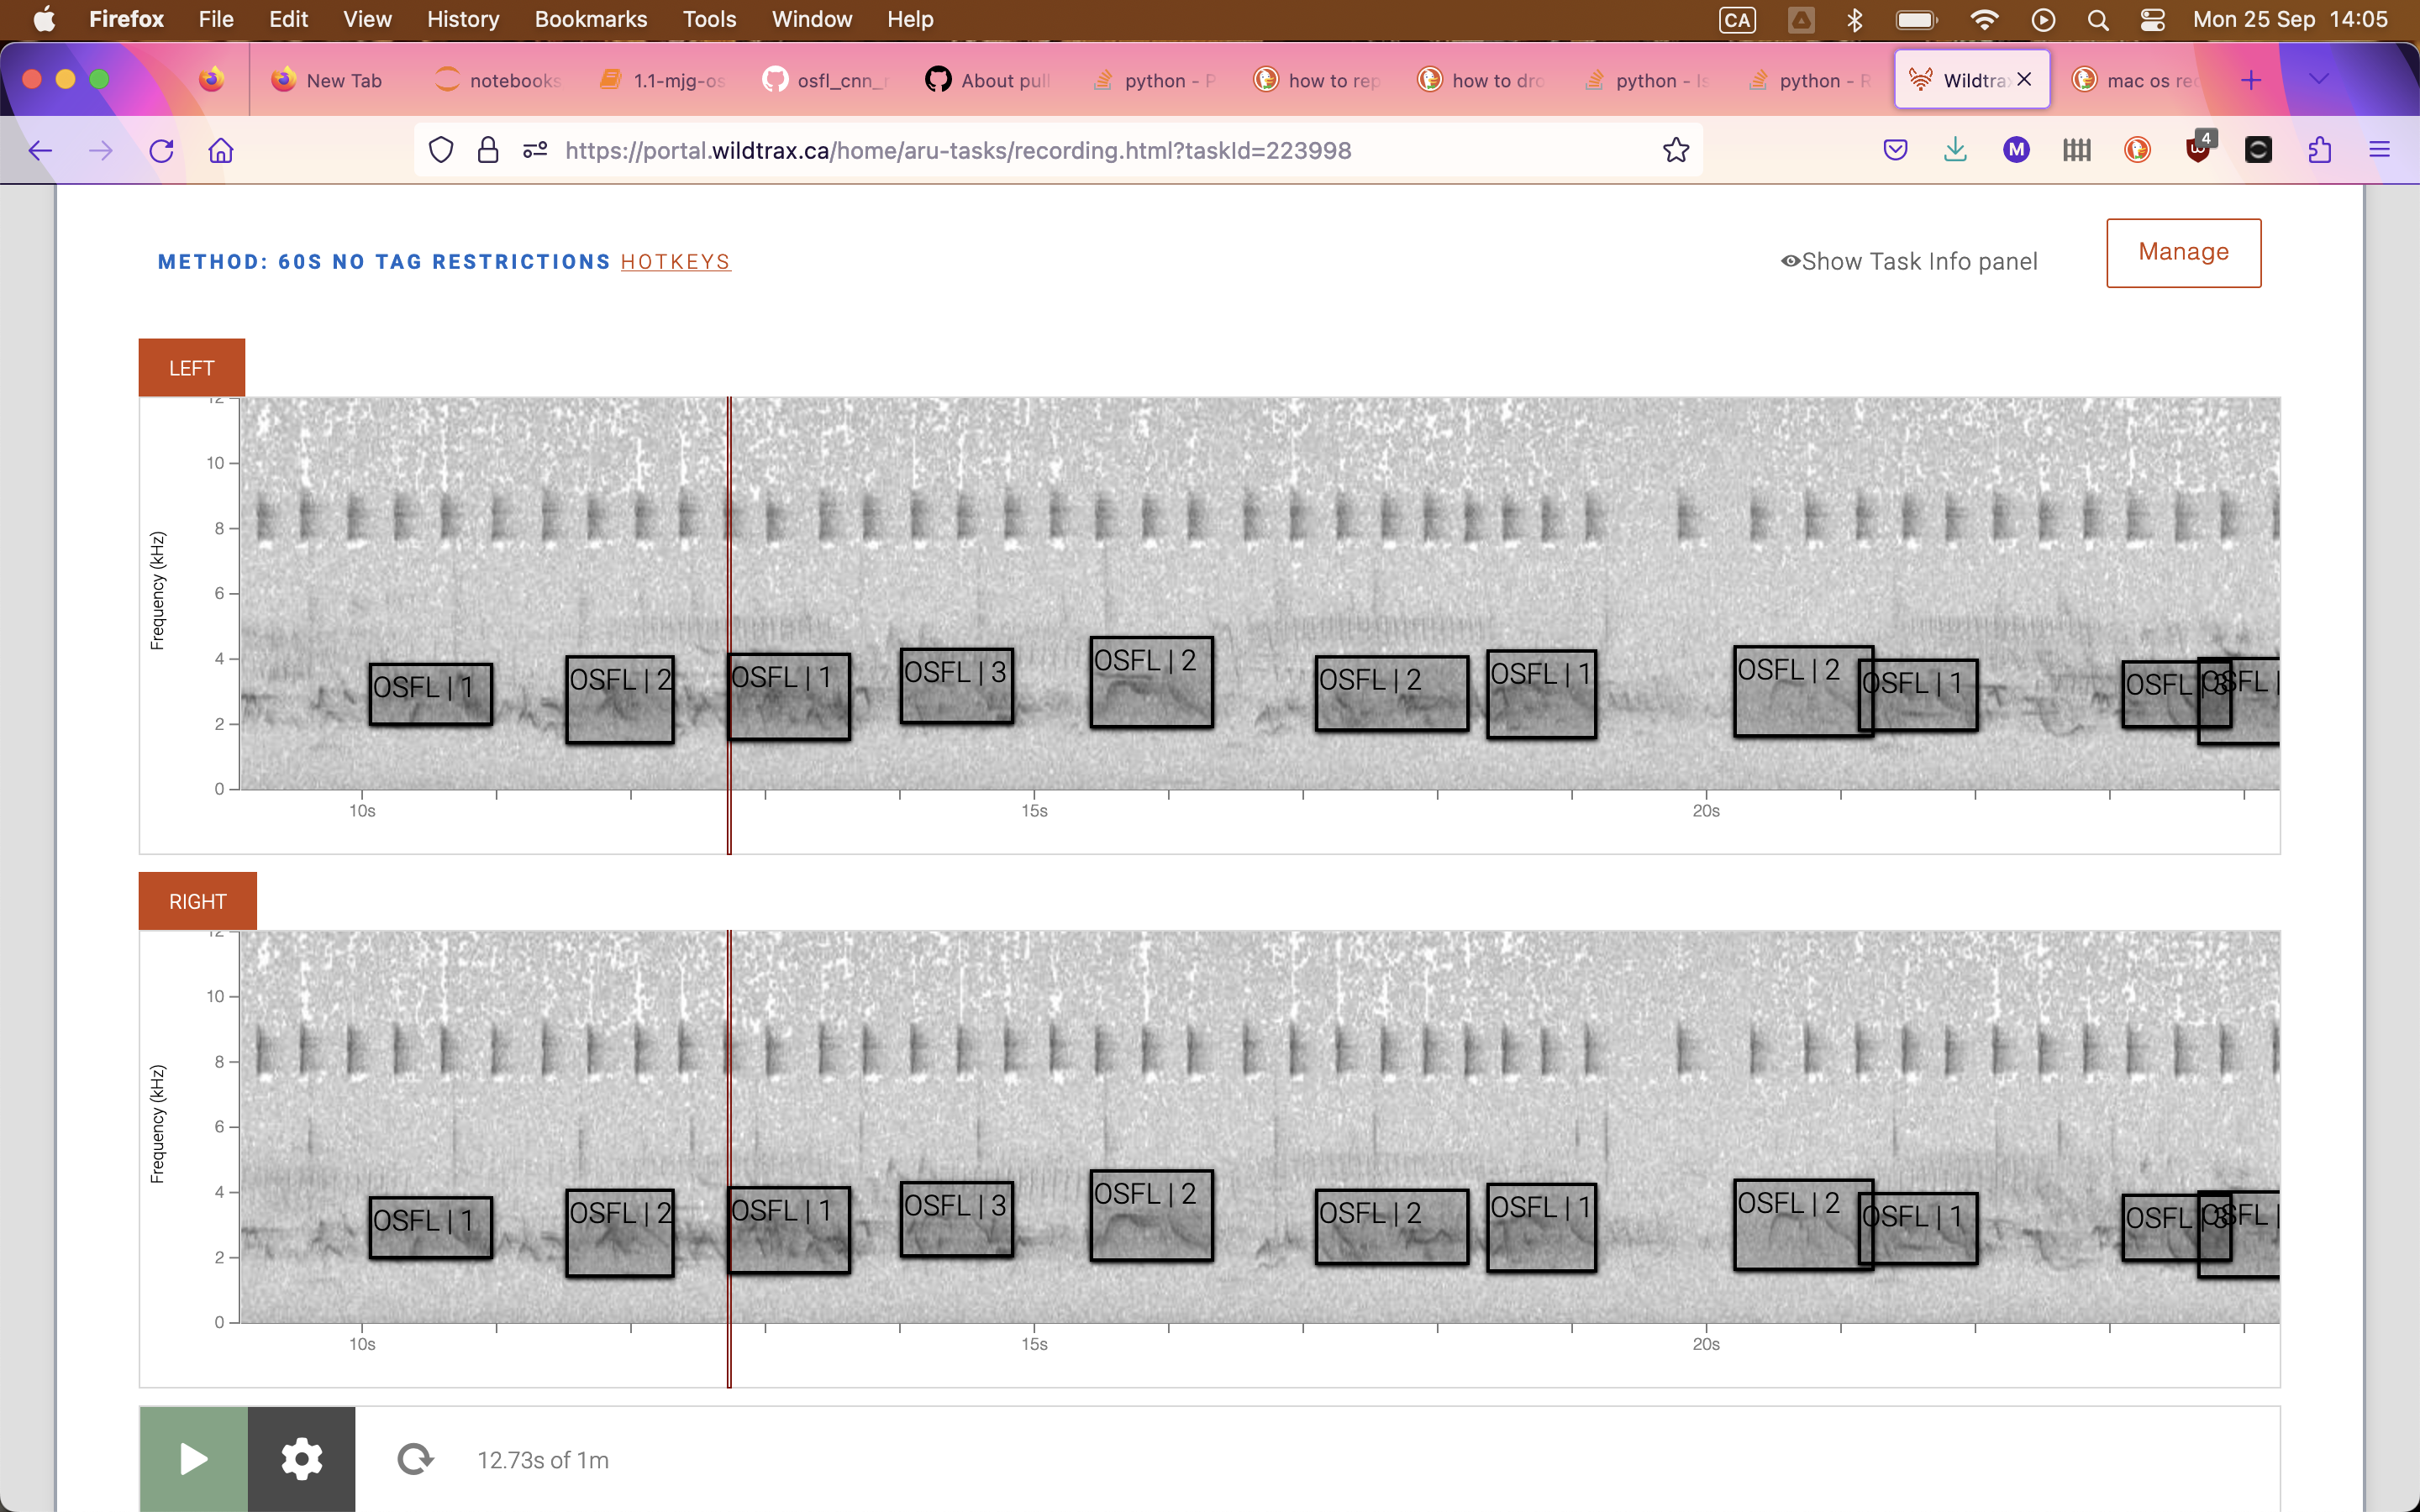 Firefox File Edit View History Bookmarks Tools Window Help CA Mon 25 Sep 14:05
New Tab notebooks 1.1-mjg-os osfl_cnn_ About pull python - P how to rep how to dro python - Is python - R Wildtra mac os rec
https://portal.wildtrax.ca/home/aru-tasks/recording.html?taskId=223998 M 4
METHOD: 60S NO TAG RESTRICTIONS HOTKEYS Show Task Info panel Manage
LEFT
12
10
8
6
4
2
0
Frequency (kHz)
OSFL | 1 OSFL | 2 OSFL | 1 OSFL | 3 OSFL | 2 OSFL | 2 OSFL | 1 OSFL | 2 OSFL | 1 OSFL | 3 OSFL |
10s 15s 20s
RIGHT
12
10
8
6
4
2
0
Frequency (kHz)
OSFL | 1 OSFL | 2 OSFL | 1 OSFL | 3 OSFL | 2 OSFL | 2 OSFL | 1 OSFL | 2 OSFL | 1 OSFL | 3 OSFL |
10s 15s 20s
12.73s of 1m